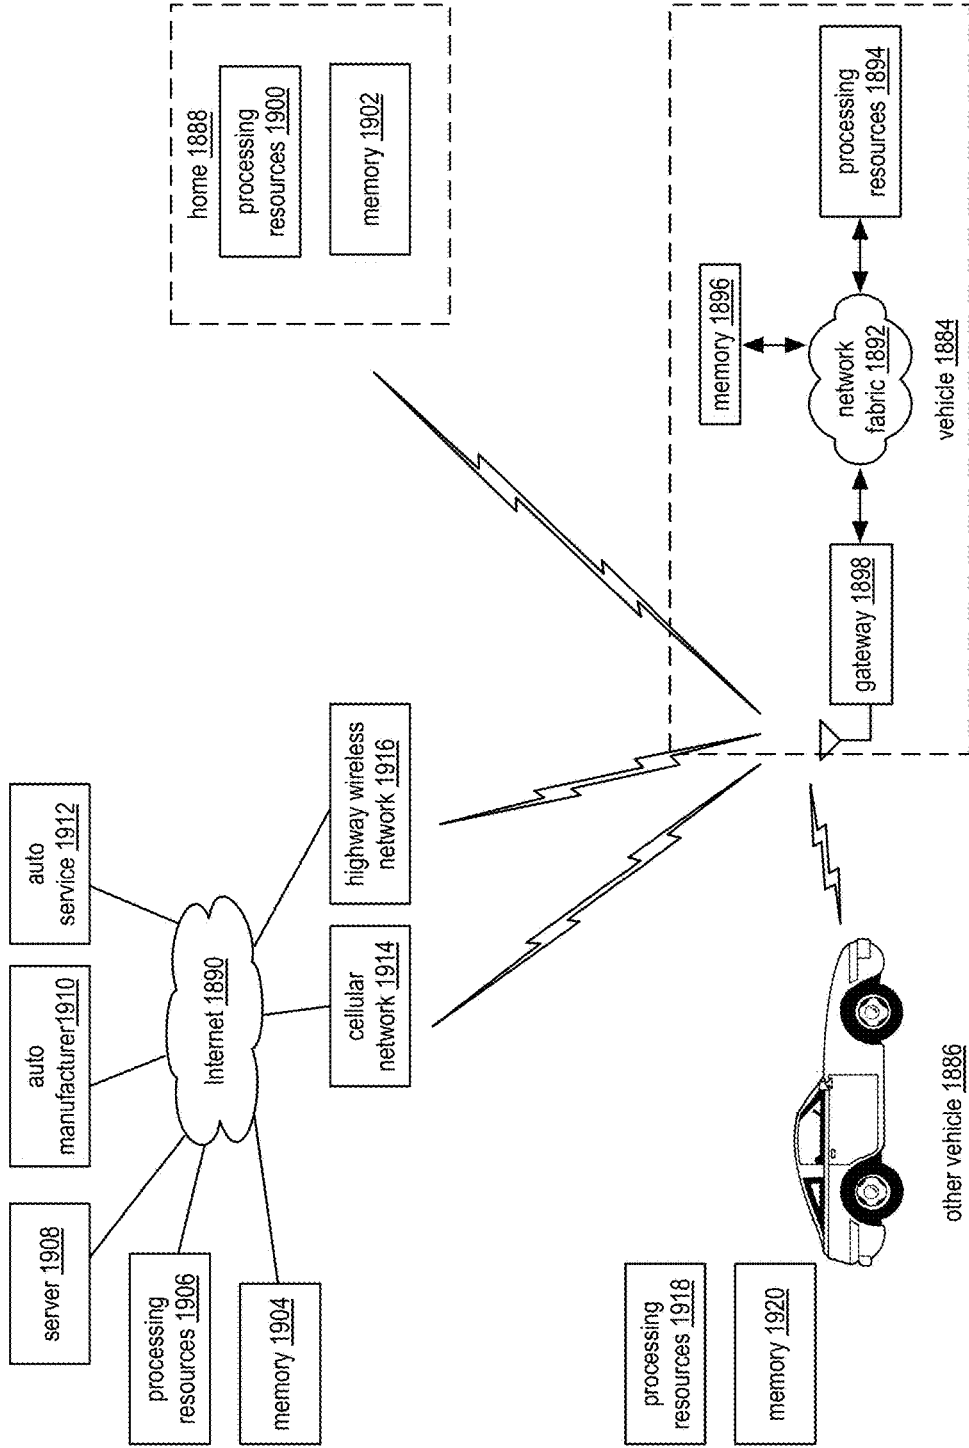 server 1908
auto
manufacturer1910
auto
service 1912
processing
resources 1906
memory 1904
Internet 1890
cellular
network 1914
highway wireless
network 1916
home 1888
processing
resources 1900
memory 1902
processing
resources 1918
memory 1920
other vehicle 1886
gateway 1898
memory 1896
network
fabric 1892
processing
resources 1894
vehicle 1884